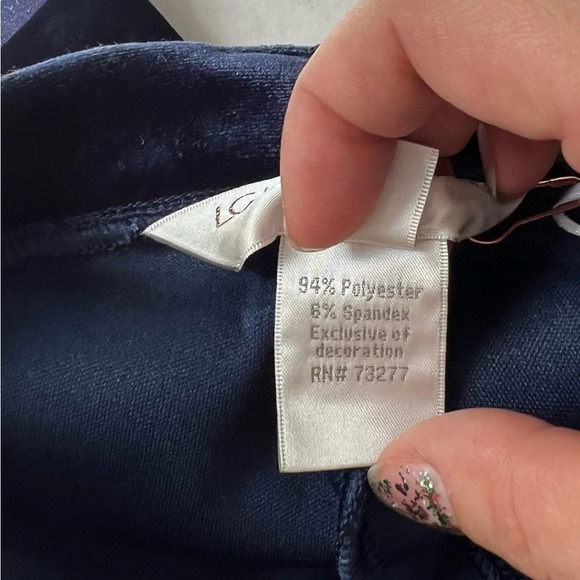 94% Polyester
6% Spandex
Exclusive of
decoration
RN# 73277